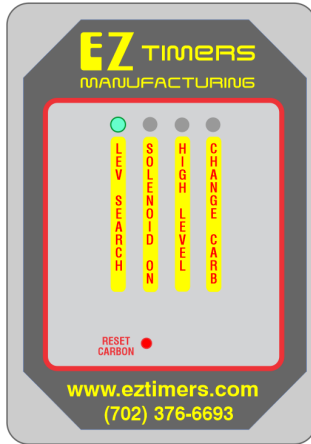 EZ TIMERS
MANUFACTURING
LEV SEARCH
SOLENOID ON
HIGH LEVEL
CHANGE CARB
RESET
CARBON
www.eztimers.com
(702) 376-6693